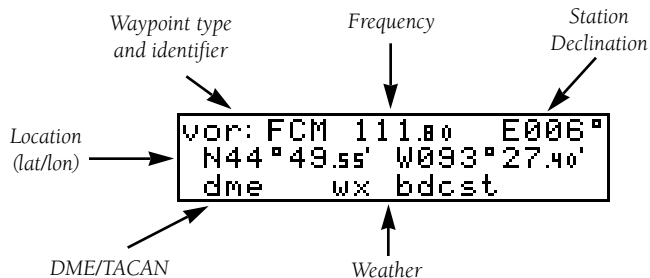 Waypoint type
and identifier
Frequency
Station
Declination
Location
(lat/lon)
vor: FCM 111.80 E006°
N44°49.55' W093°27.40'
dme wx bdcst
DME/TACAN
Weather